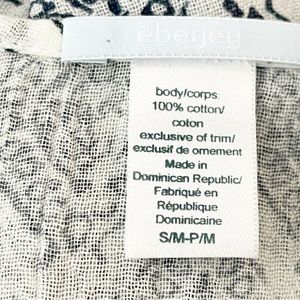 eberjey
body/corps:
100% cotton/
coton
exclusive of trim/
exclusif de ornement
Made in
Dominican Republic/
Fabriqué en
République
Dominicaine
S/M-P/M